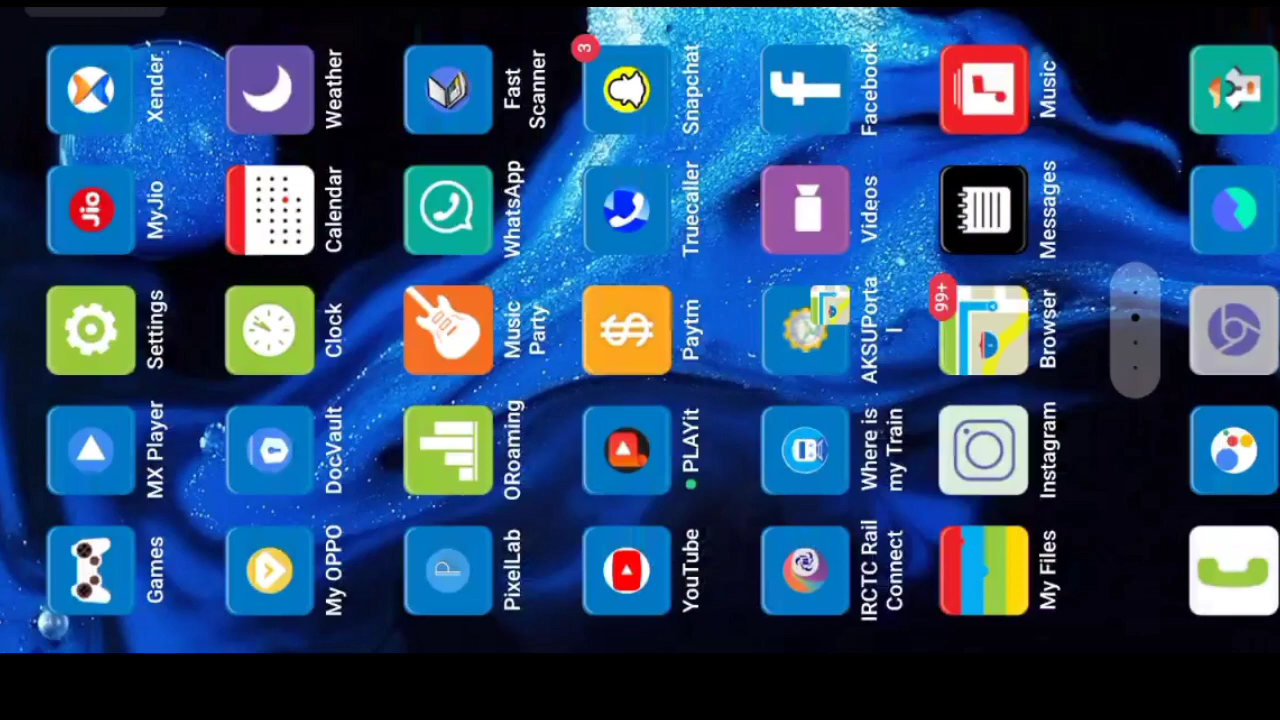 Games
MX Player
Settings
Jio
MyJio
Xender
My OPPO
DocVault
Clock
Calendar
Weather
P
PixelLab
ORoaming
Music
Party
WhatsApp
Fast
Scanner
YouTube
PLAYit
$
Paytm
Truecaller
3
Snapchat
IRCTC Rail
Connect
Where is
my Train
AKSUPorta
l
Videos
f
Facebook
My Files
Instagram
99+
Browser
Messages
Music